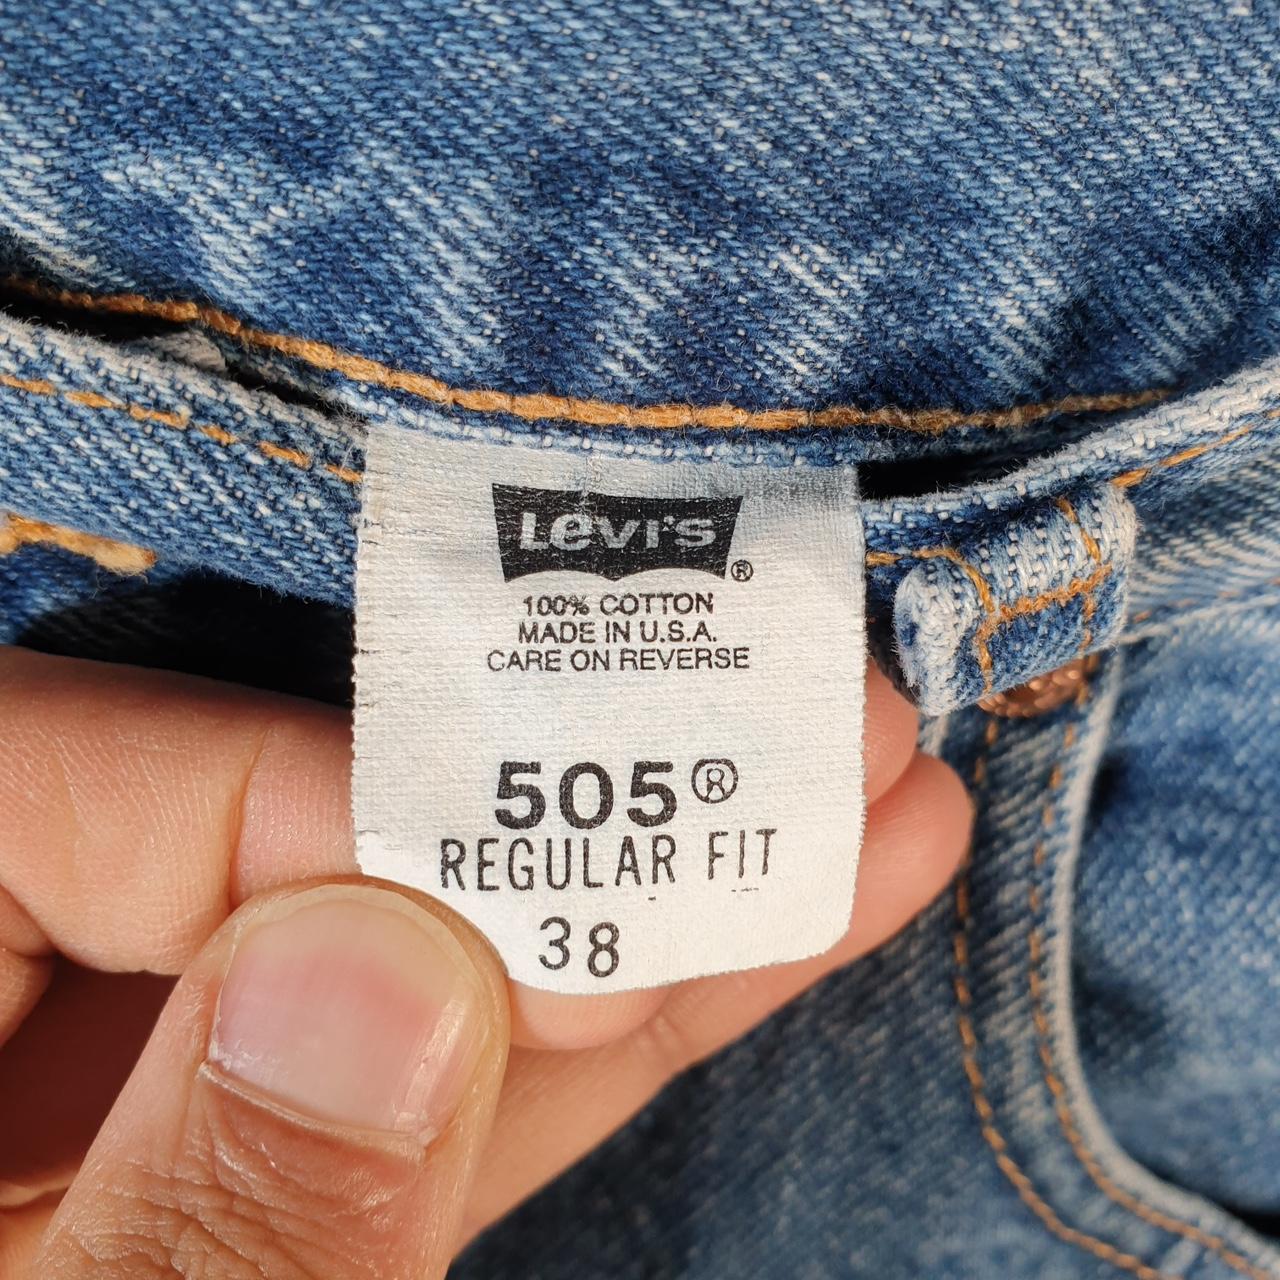 Levi's®
100% COTTON
MADE IN U.S.A.
CARE ON REVERSE
505®
REGULAR FIT
38